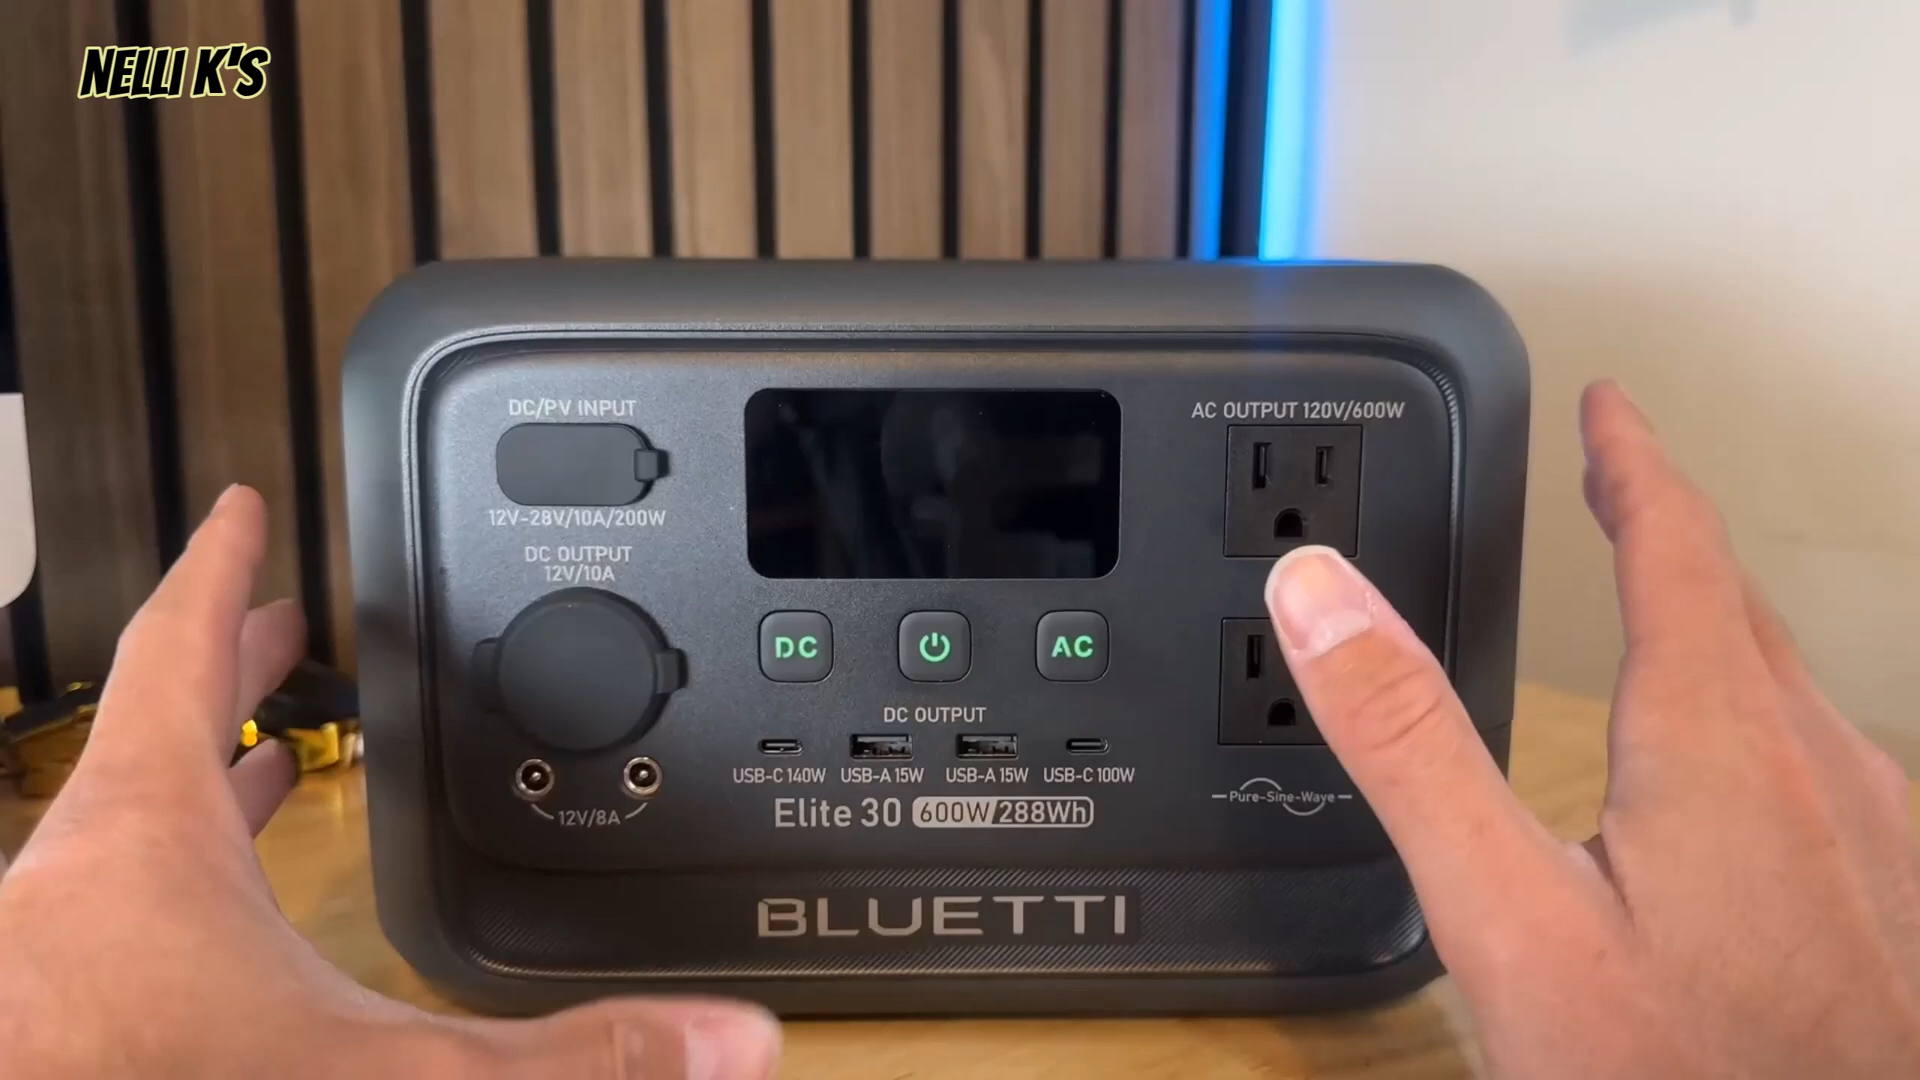 NELLI K'S
DC/PV INPUT
12V-28V/10A/200W
DC OUTPUT
12V/10A
12V/8A
AC OUTPUT 120V/600W
DC
AC
DC OUTPUT
USB-C 140W
USB-A 15W
USB-A 15W
USB-C 100W
Elite 30 600W/288Wh
Pure-Sine-Wave
BLUETTI